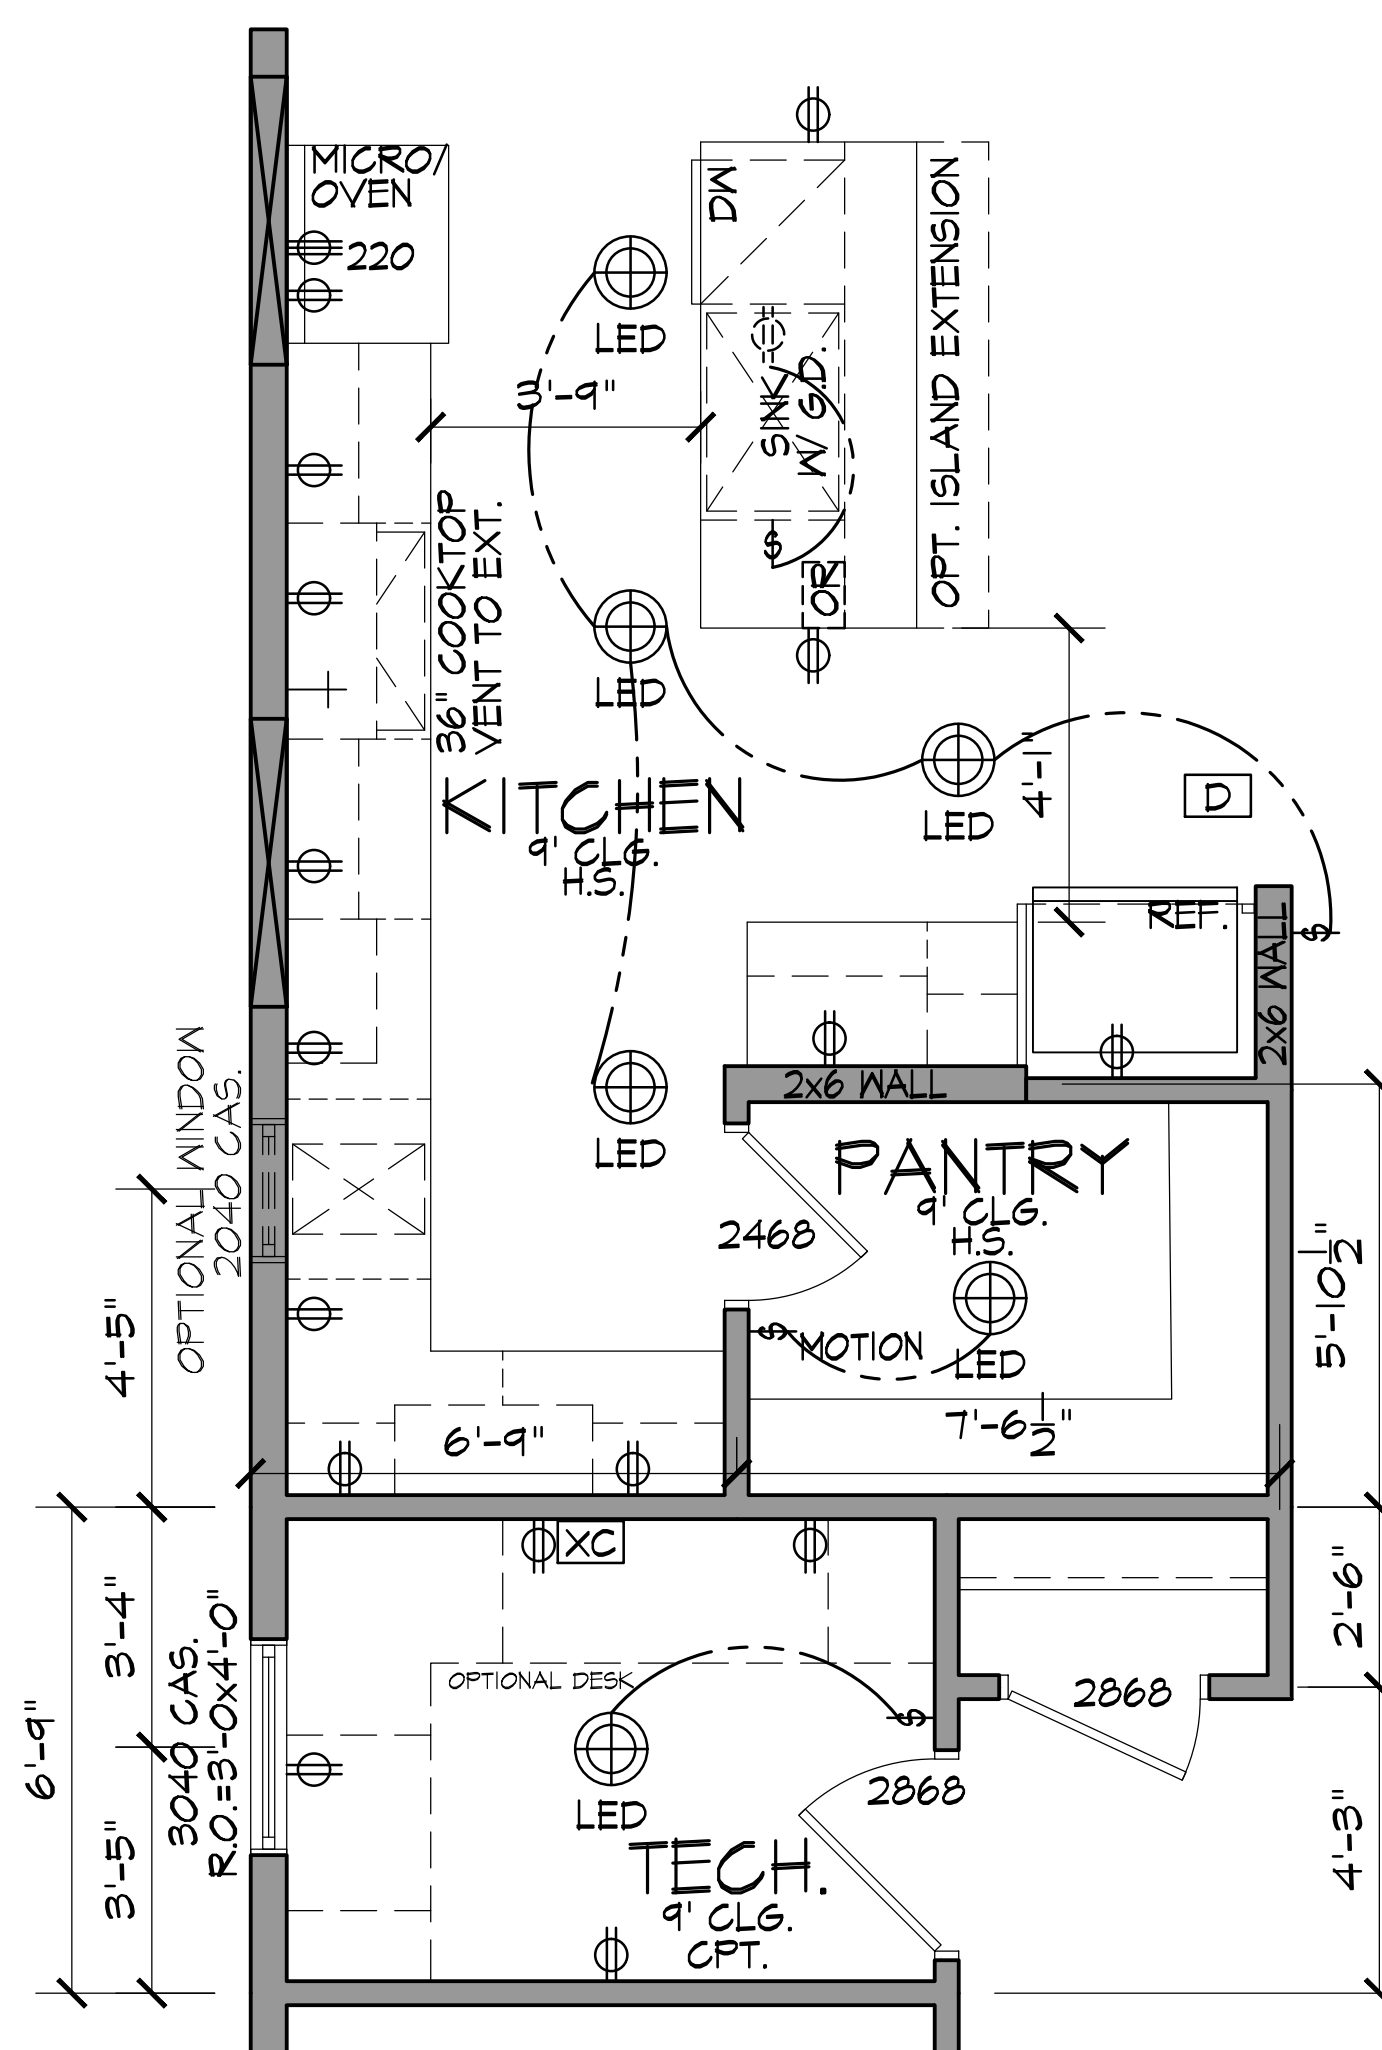 MICRO/
OVEN
220
DW
LED
3'-9"
SINK
W/ G.D.
OPT. ISLAND EXTENSION
$
OR
36" COOKTOP
VENT TO EXT.
LED
4'-1"
LED
D
KITCHEN
9' CLG.
H.S.
REF.
$
2x6 WALL
2x6 WALL
OPTIONAL WINDOW
2040 CAS.
LED
PANTRY
9' CLG.
H.S.
2468
$
MOTION
LED
4'-5"
5'-10 1/2"
6'-9"
7'-6 1/2"
XC
3'-4"
2'-6"
3040 CAS.
R.O.=3'-0x4'-0"
OPTIONAL DESK
$
2868
6'-9"
LED
2868
3'-5"
4'-3"
TECH.
9' CLG.
CPT.